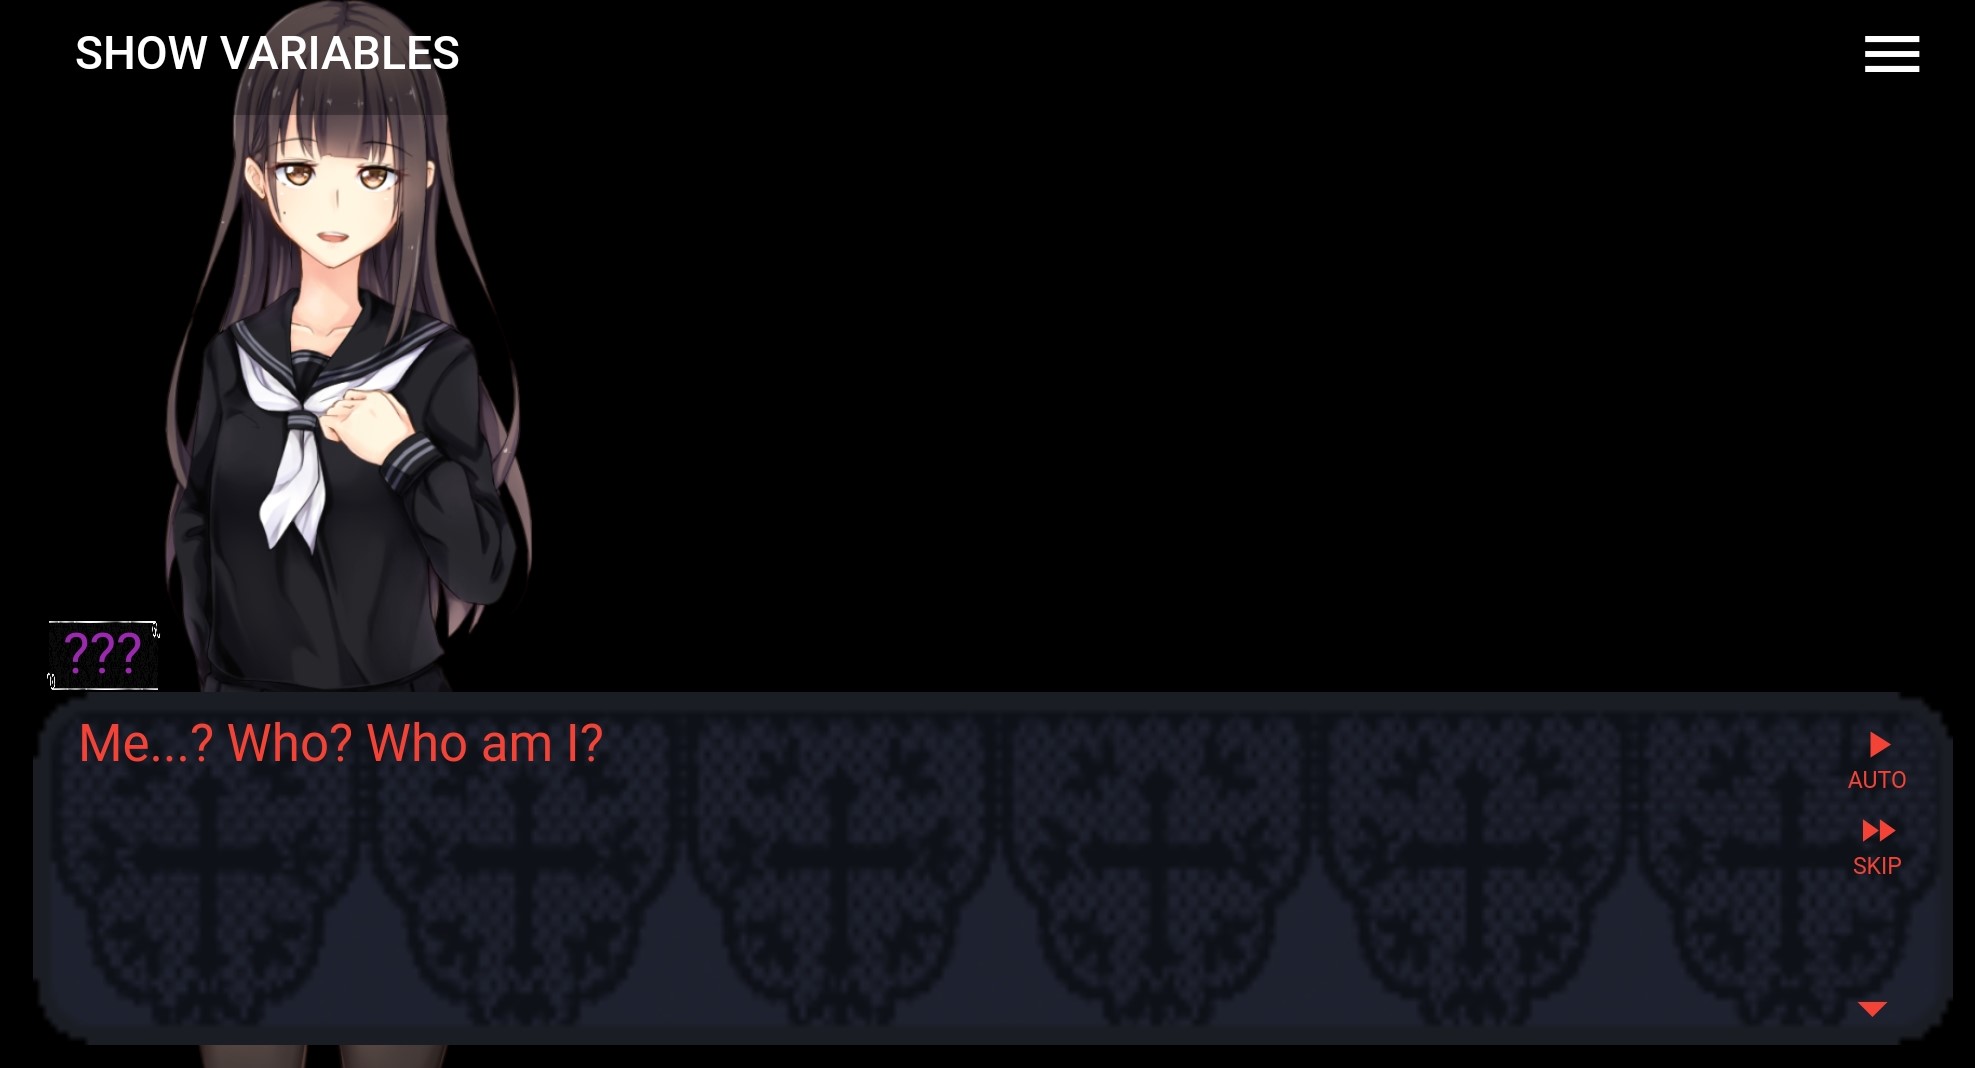 SHOW VARIABLES
???
Me...? Who? Who am I?
AUTO
SKIP